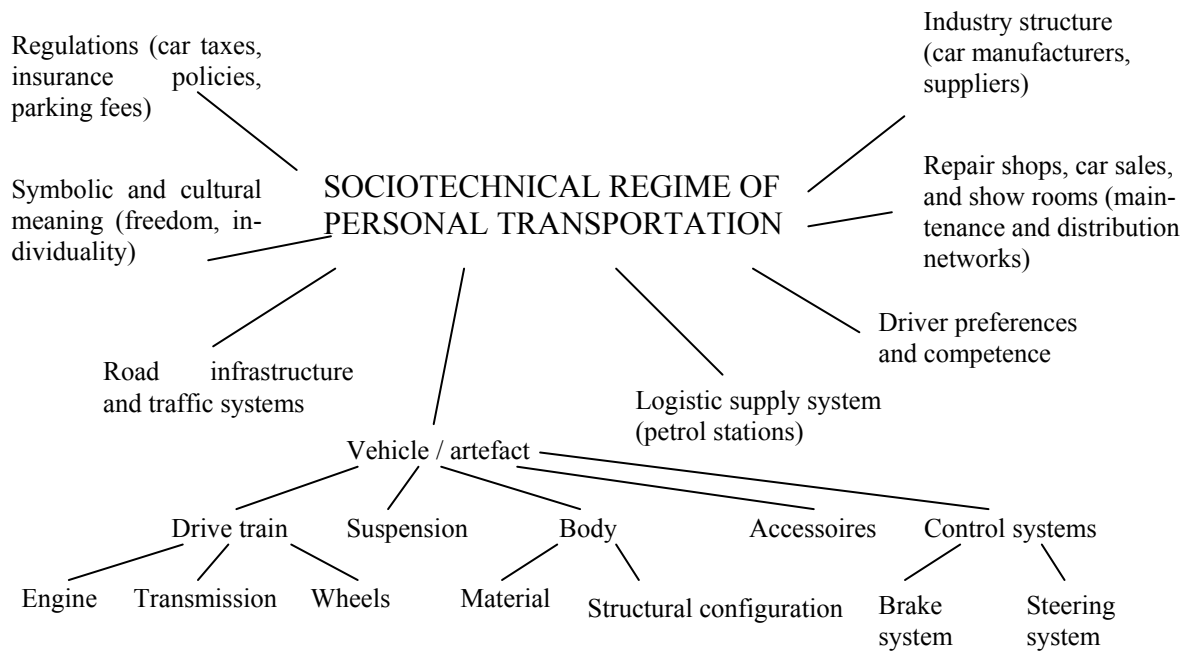 Regulations (car taxes,
insurance policies,
parking fees)
Industry structure
(car manufacturers,
suppliers)
Symbolic and cultural
meaning (freedom, in-
dividuality)
SOCIOTECHNICAL REGIME OF
PERSONAL TRANSPORTATION
Repair shops, car sales,
and show rooms (main-
tenance and distribution
networks)
Driver preferences
and competence
Road infrastructure
and traffic systems
Logistic supply system
(petrol stations)
Vehicle / artefact
Drive train
Suspension
Body
Accessoires
Control systems
Engine
Transmission
Wheels
Material
Structural configuration
Brake
system
Steering
system